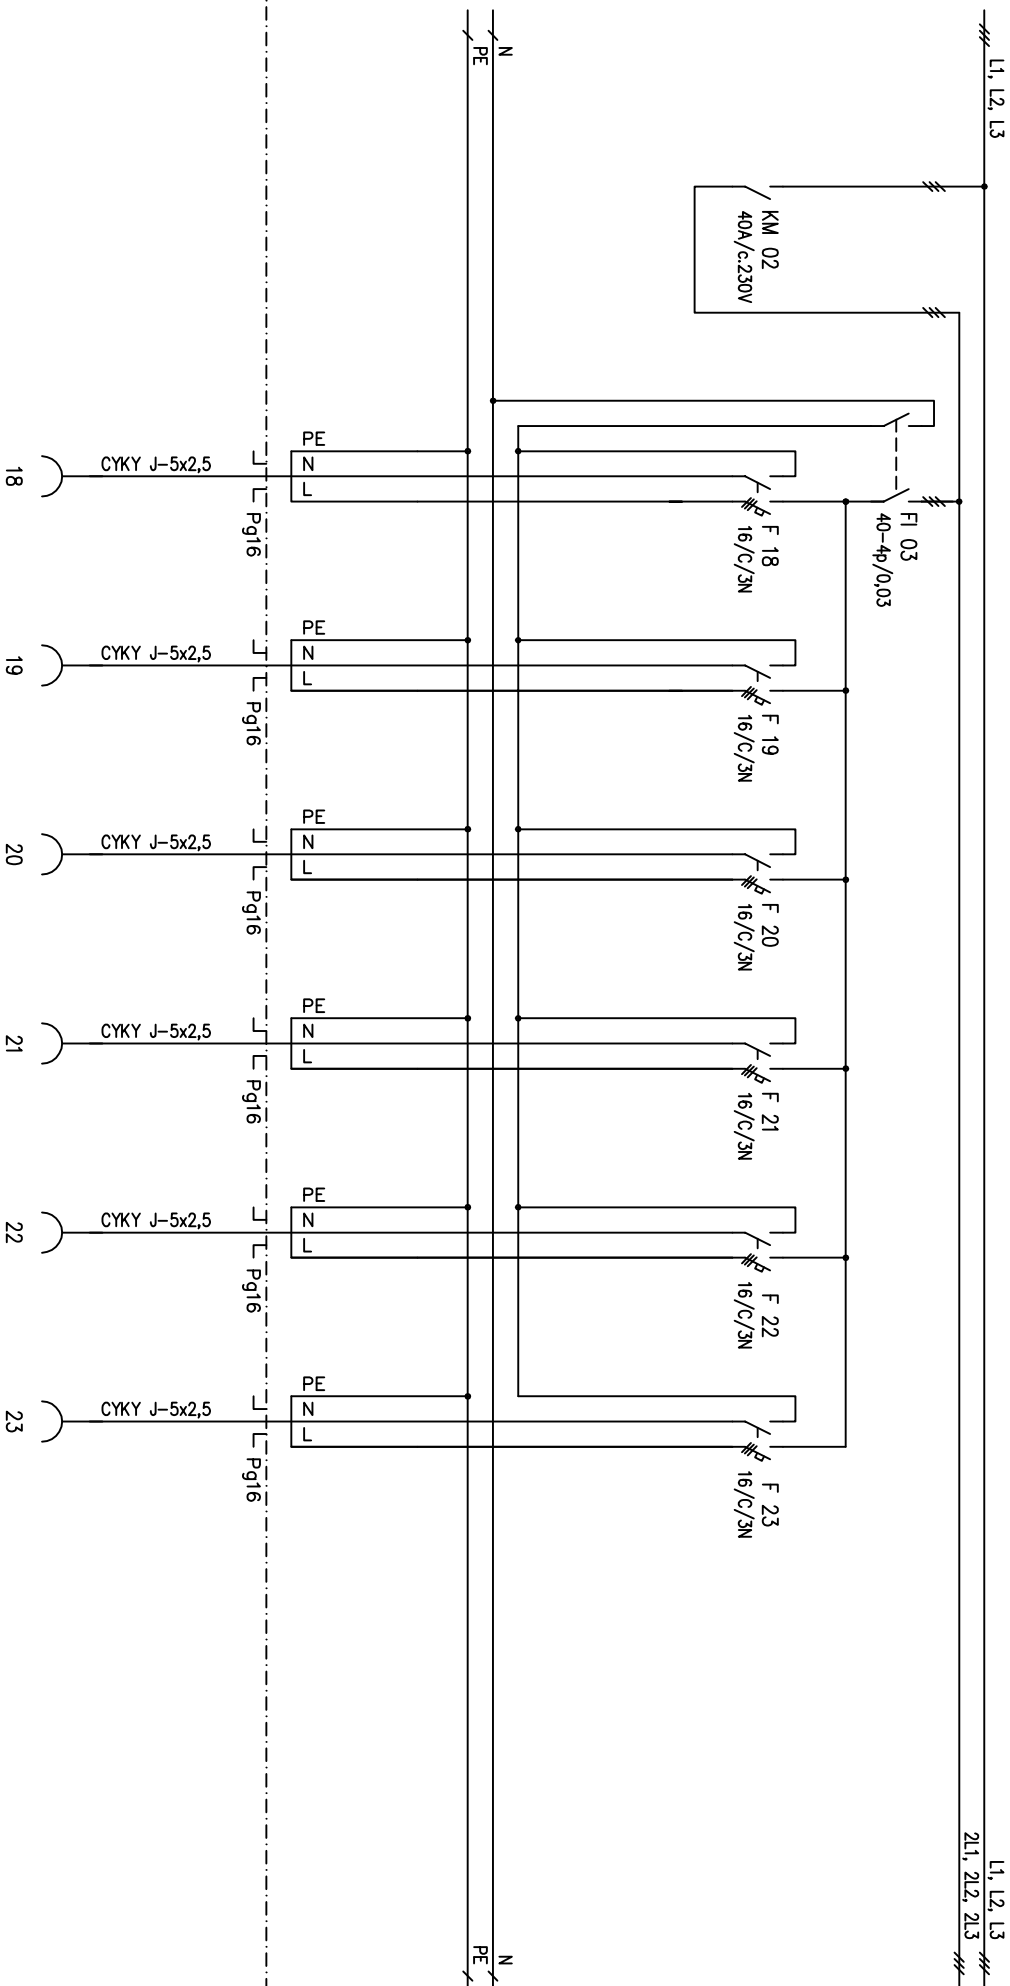 L1, L2, L3
L1, L2, L3
2L1, 2L2, 2L3
KM 02
40A/c.230V
FI 03
40-4p/0,03
F 18
16/C/3N
F 19
16/C/3N
F 20
16/C/3N
F 21
16/C/3N
F 22
16/C/3N
F 23
16/C/3N
N
PE
N
PE
PE
N
L
PE
N
L
PE
N
L
PE
N
L
PE
N
L
PE
N
L
Pg16
Pg16
Pg16
Pg16
Pg16
Pg16
CYKY J-5x2,5
CYKY J-5x2,5
CYKY J-5x2,5
CYKY J-5x2,5
CYKY J-5x2,5
CYKY J-5x2,5
18
19
20
21
22
23